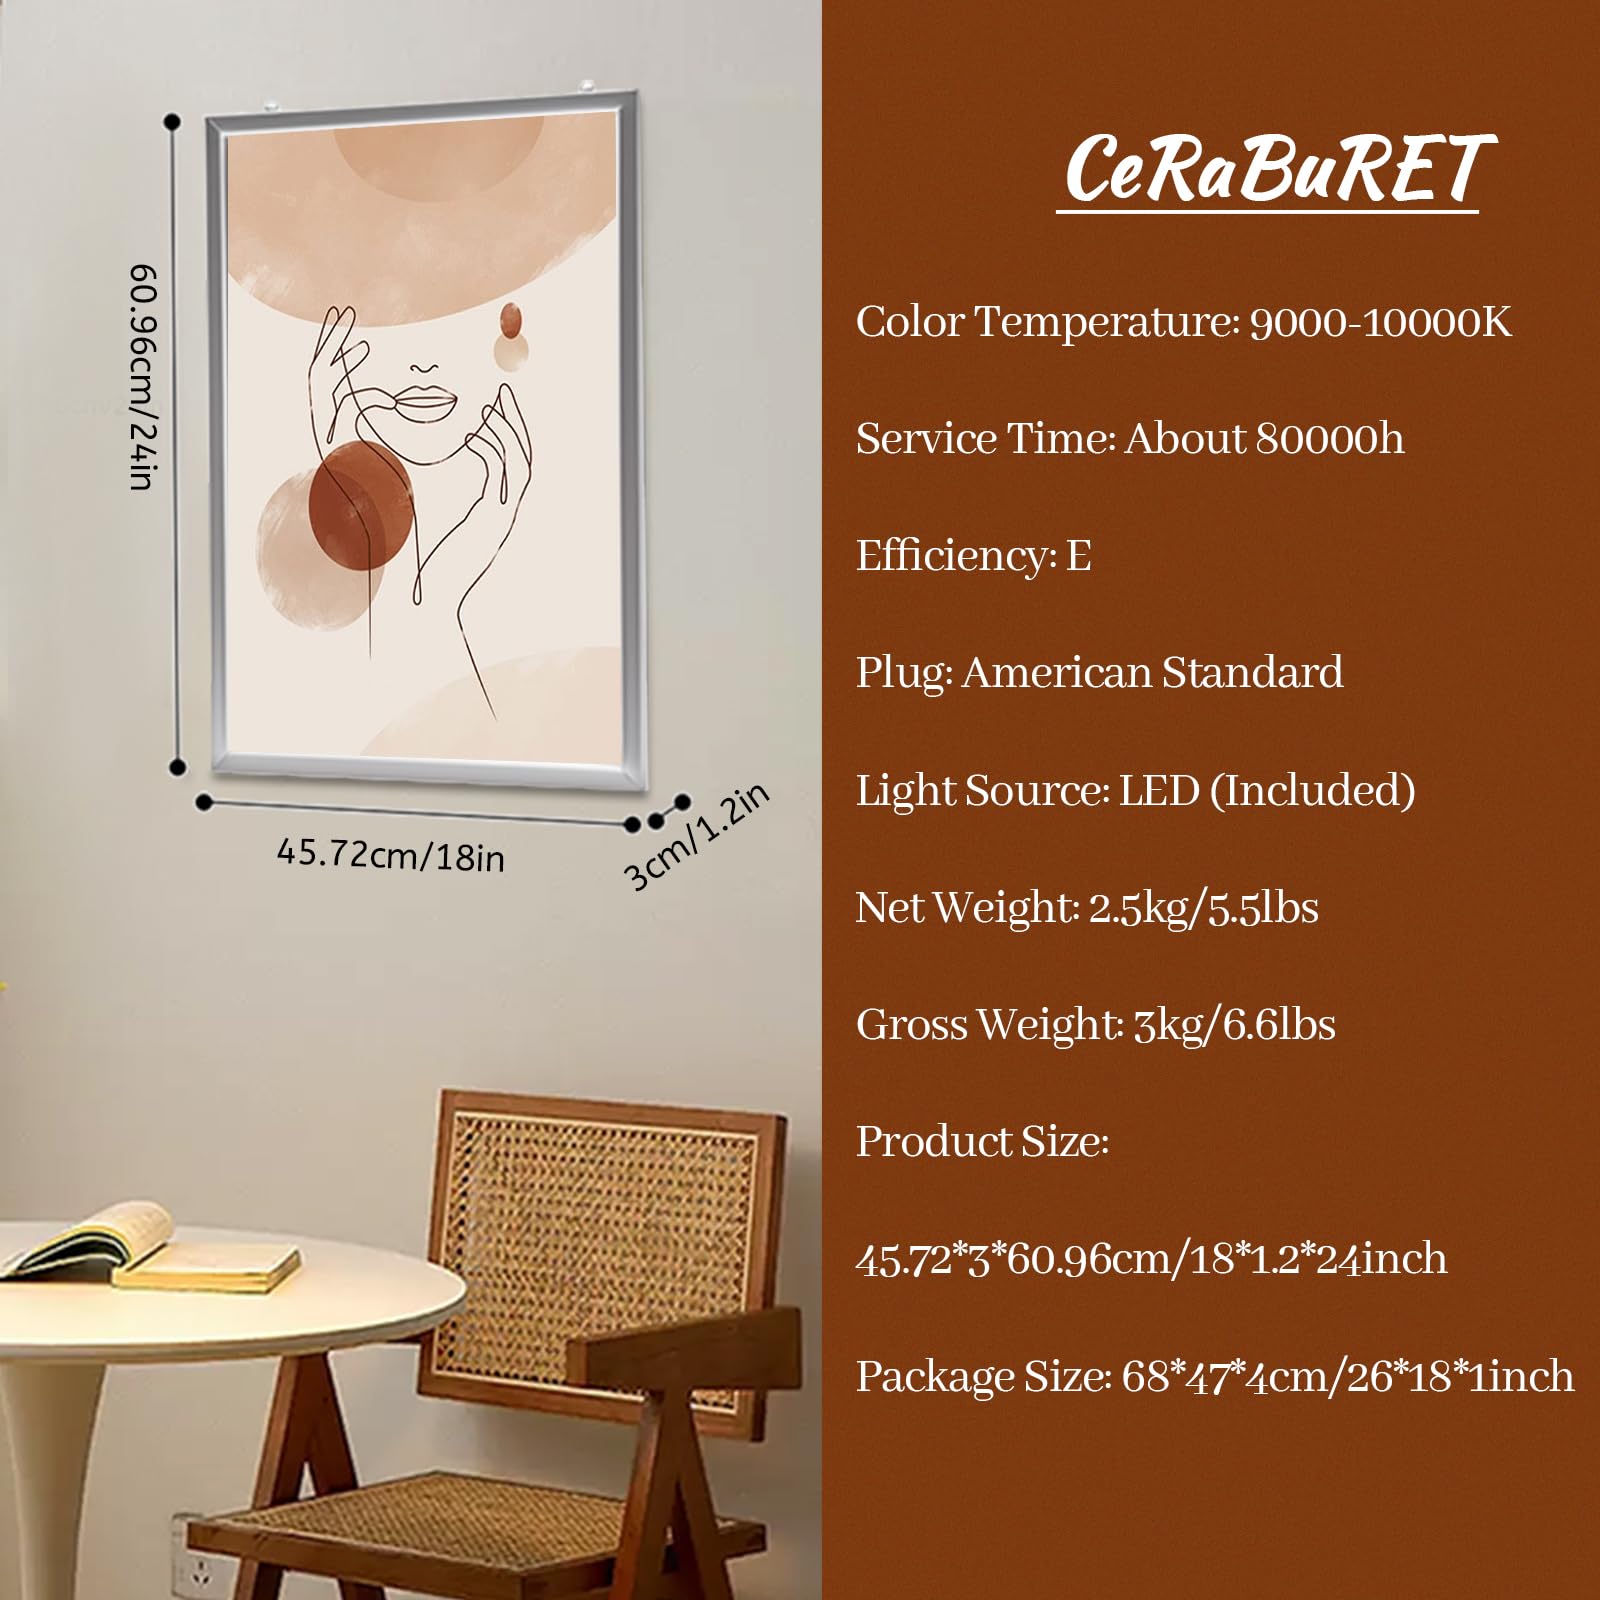 60.96cm/24in
45.72cm/18in
3cm/1.2in
CeRaBuRET
Color Temperature: 9000-10000K
Service Time: About 80000h
Efficiency: E
Plug: American Standard
Light Source: LED (Included)
Net Weight: 2.5kg/5.5lbs
Gross Weight: 3kg/6.6lbs
Product Size:
45.72*3*60.96cm/18*1.2*24inch
Package Size: 68*47*4cm/26*18*1inch